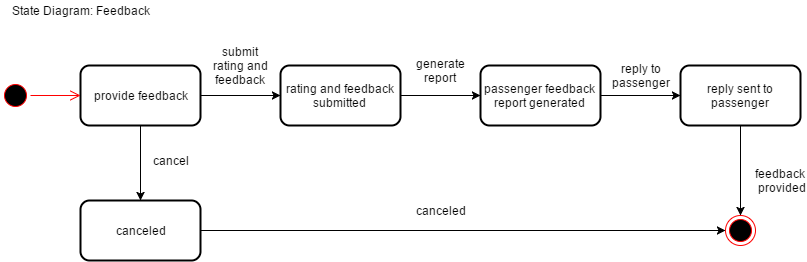 State Diagram: Feedback
submit
rating and
feedback
generate
report
reply to
passenger
provide feedback
rating and feedback
submitted
passenger feedback
report generated
reply sent to
passenger
cancel
feedback
provided
canceled
canceled